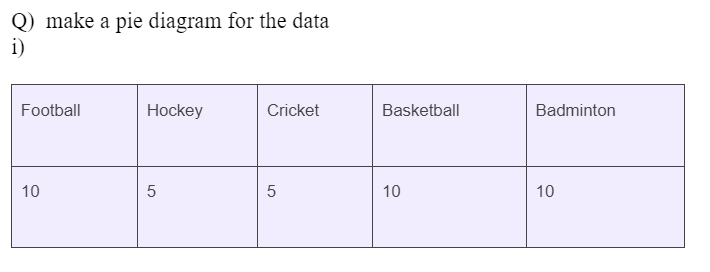 Q) make a pie diagram for the data
i)
Football Hockey Cricket Basketball Badminton
10 5 5 10 10